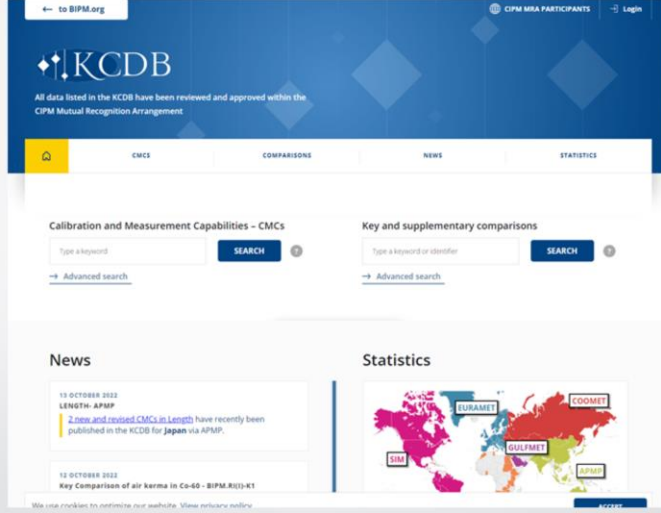 ← to BIPM.org
CIPM MRA PARTICIPANTS
Login
KCDB
All data listed in the KCDB have been reviewed and approved within the
CIPM Mutual Recognition Arrangement
CMCS
COMPARISONS
NEWS
STATISTICS
Calibration and Measurement Capabilities – CMCs
Type a keyword
SEARCH
?
→ Advanced search
Key and supplementary comparisons
Type a keyword or identifier
SEARCH
?
→ Advanced search
News
13 OCTOBER 2022
LENGTH- APMP
2 new and revised CMCs in Length have recently been
published in the KCDB for Japan via APMP.
12 OCTOBER 2022
Key Comparison of air kerma in Co-60 - BIPM.RI(I)-K1
Statistics
EURAMET
COOMET
GULFMET
SIM
APMP
We use cookies to optimize our website. View privacy policy
ACCEPT